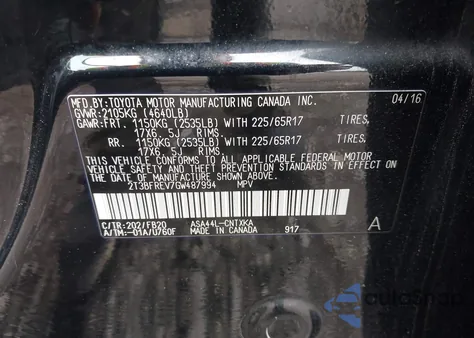 MFD.BY:TOYOTA MOTOR MANUFACTURING CANADA INC. 04/16
GVWR:2105KG (4640LB)
GAWR:FRT. 1150KG (2535LB) WITH 225/65R17 TIRES,
17X6.5J RIMS.
RR. 1150KG (2535LB) WITH 225/65R17 TIRES,
17X6.5J RIMS.
THIS VEHICLE CONFORMS TO ALL APPLICABLE FEDERAL MOTOR
VEHICLE SAFETY AND THEFT PREVENTION STANDARDS IN EFFECT
ON THE DATE OF MANUFACTURE SHOWN ABOVE.
2T3BFREV7GW487994 MPV
C/TR:202/FB20 ASA44L-CNTXKA A
A/TM:-01A/U760F MADE IN CANADA 917
AutoSnap